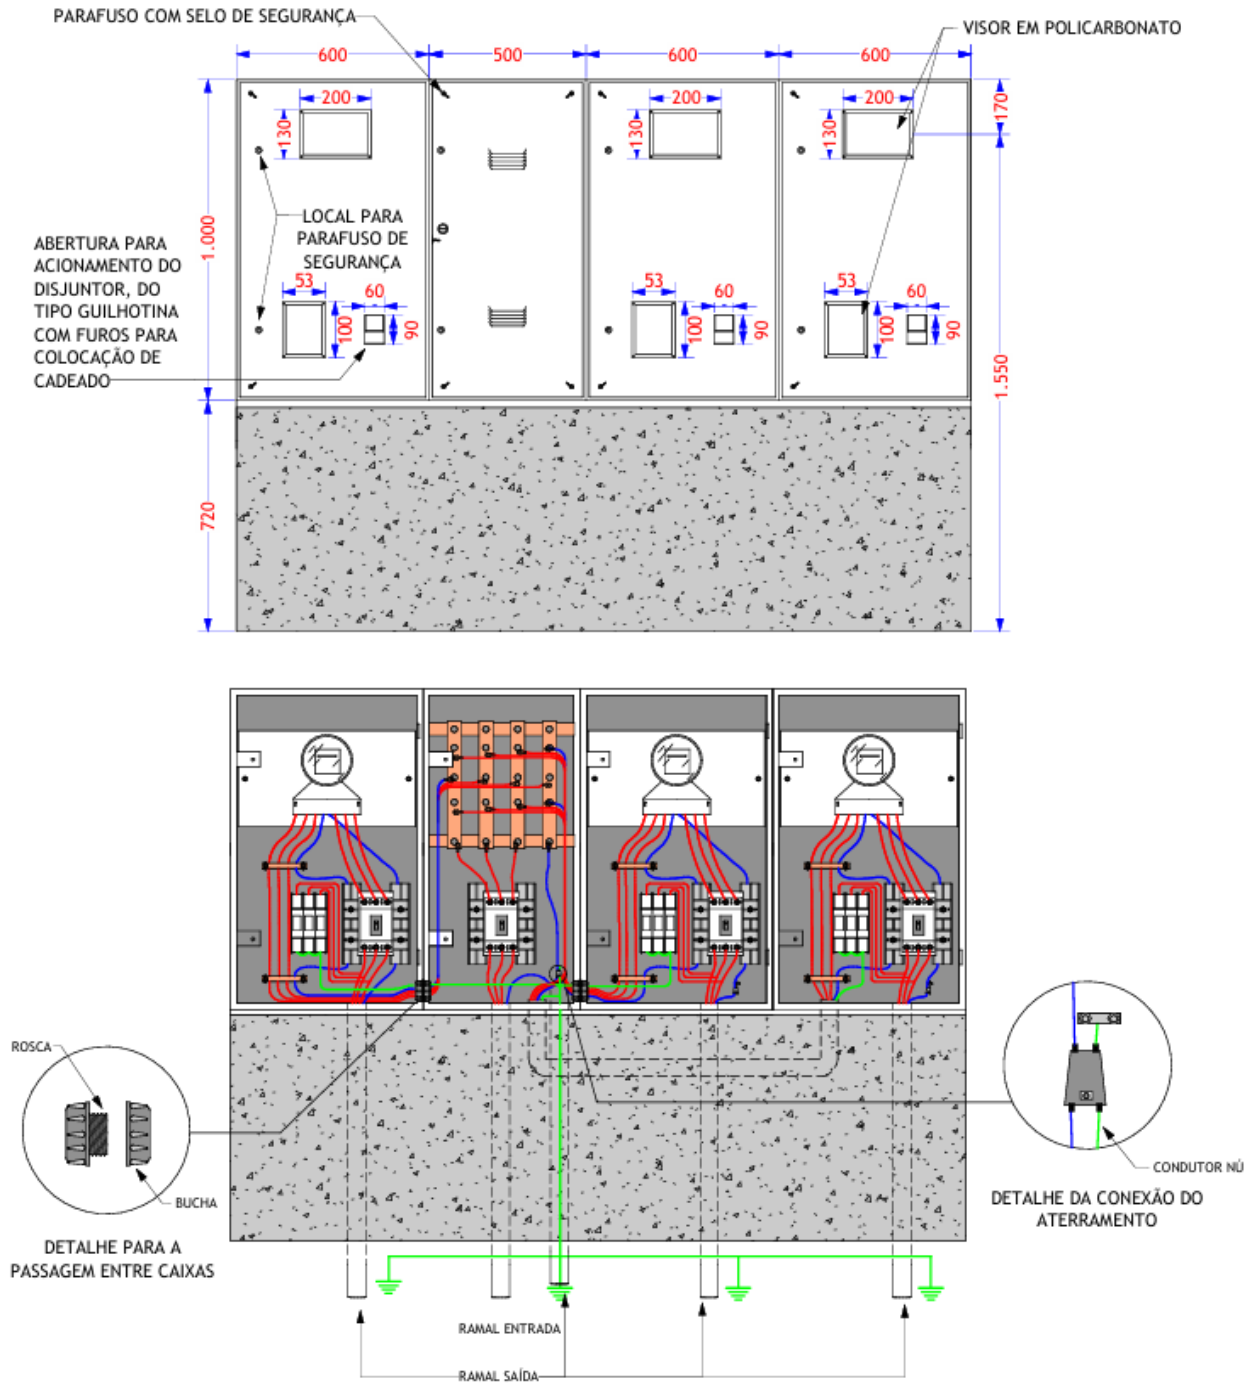 PARAFUSO COM SELO DE SEGURANÇA
VISOR EM POLICARBONATO
600
500
600
600
200
200
200
130
130
130
170
LOCAL PARA
PARAFUSO DE
SEGURANÇA
1.000
ABERTURA PARA
ACIONAMENTO DO
DISJUNTOR, DO
TIPO GUILHOTINA
COM FUROS PARA
COLOCAÇÃO DE
CADEADO
53
60
100
90
53
60
100
90
53
60
100
90
1.550
720
ROSCA
BUCHA
DETALHE PARA A
PASSAGEM ENTRE CAIXAS
CONDUTOR NÚ
DETALHE DA CONEXÃO DO
ATERRAMENTO
RAMAL ENTRADA
RAMAL SAÍDA